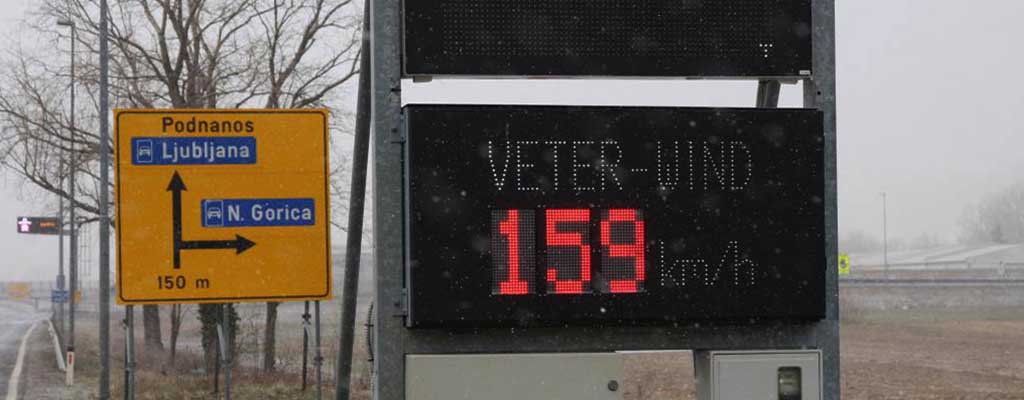 Podnanos
Ljubljana
N. Gorica
150 m
VETER-WIND
159 km/h